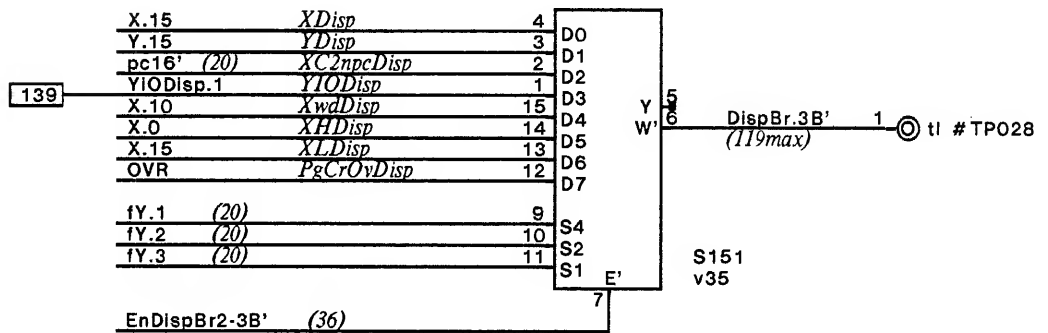 X.15 XDisp 4 D0
Y.15 YDisp 3 D1
pc16' (20) XC2npcDisp 2 D2
139 YIODisp.1 YIODisp 1 D3
X.10 XwdDisp 15 D4
X.0 XHDisp 14 D5
X.15 XLDisp 13 D6
OVR PgCrOvDisp 12 D7
Y 5
W' 6 DispBr.3B' 1 tl #TP028
(119max)
fY.1 (20) 9 S4
fY.2 (20) 10 S2
fY.3 (20) 11 S1
E'
7
S151
v35
EnDispBr2-3B' (36)